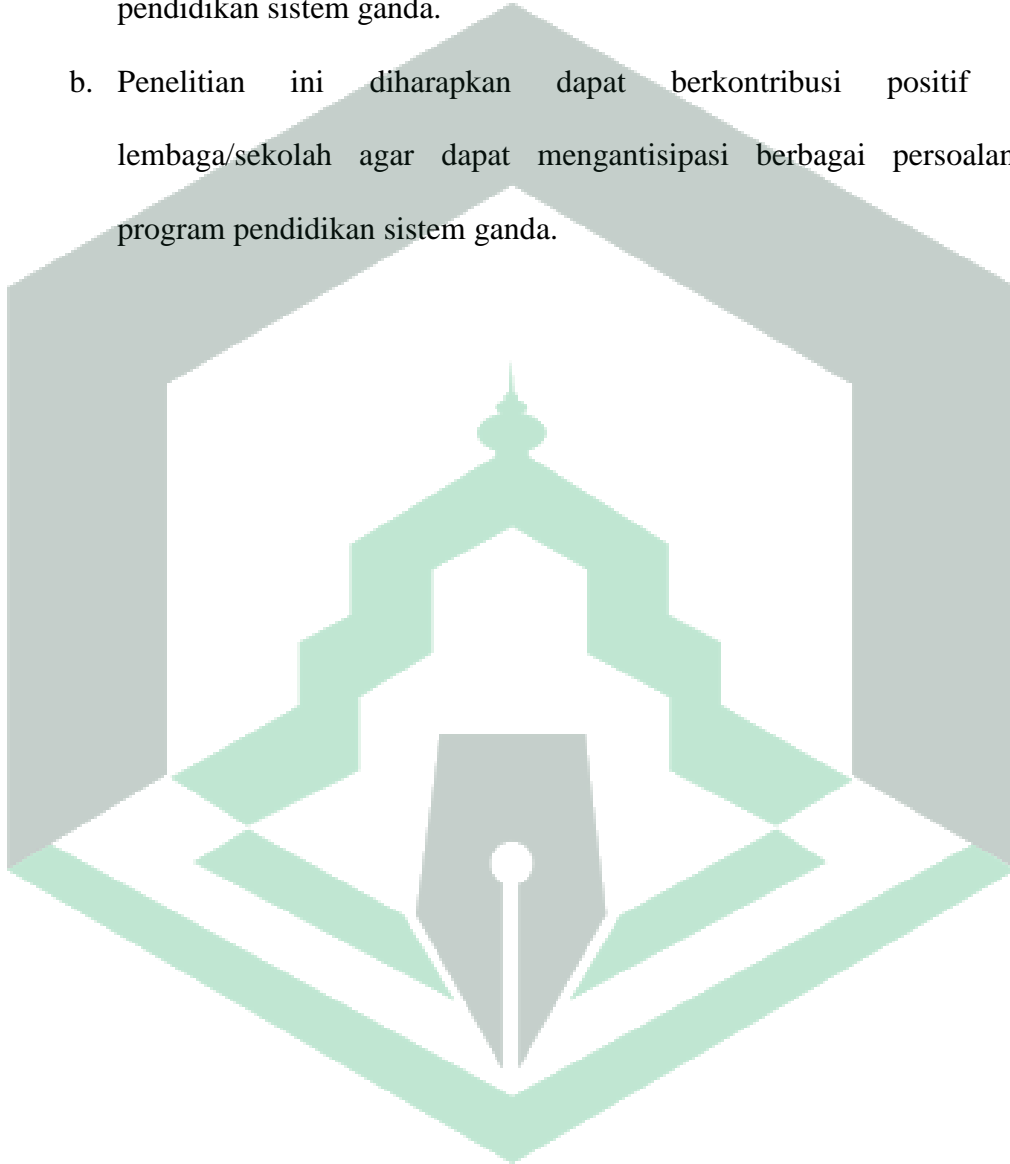 pendidikan sistem ganda.
b. Penelitian ini diharapkan dapat berkontribusi positif
lembaga/sekolah agar dapat mengantisipasi berbagai persoalan
program pendidikan sistem ganda.